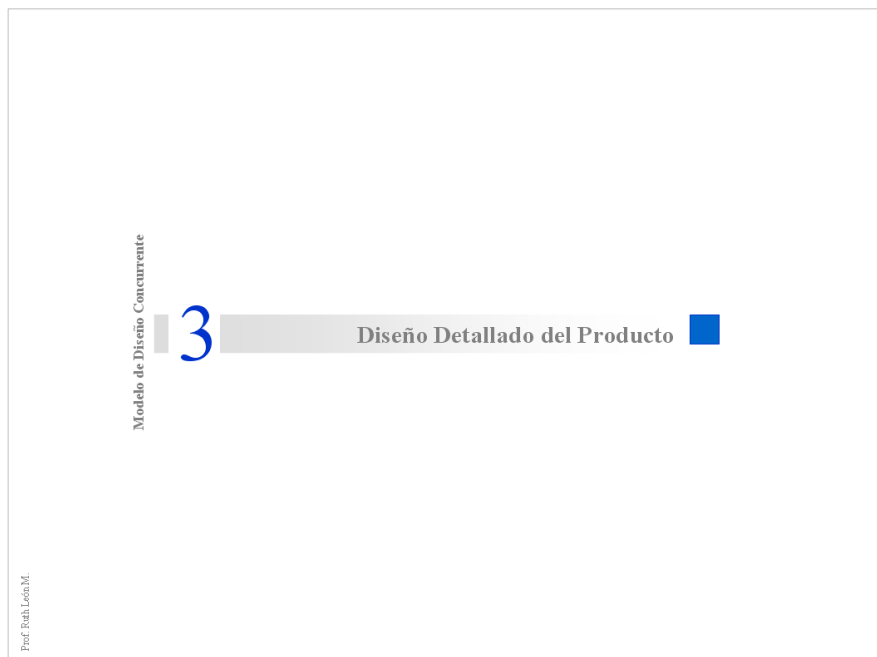 Modelo de Diseño Concurrente
3
Diseño Detallado del Producto
Prof. Ruth León M.